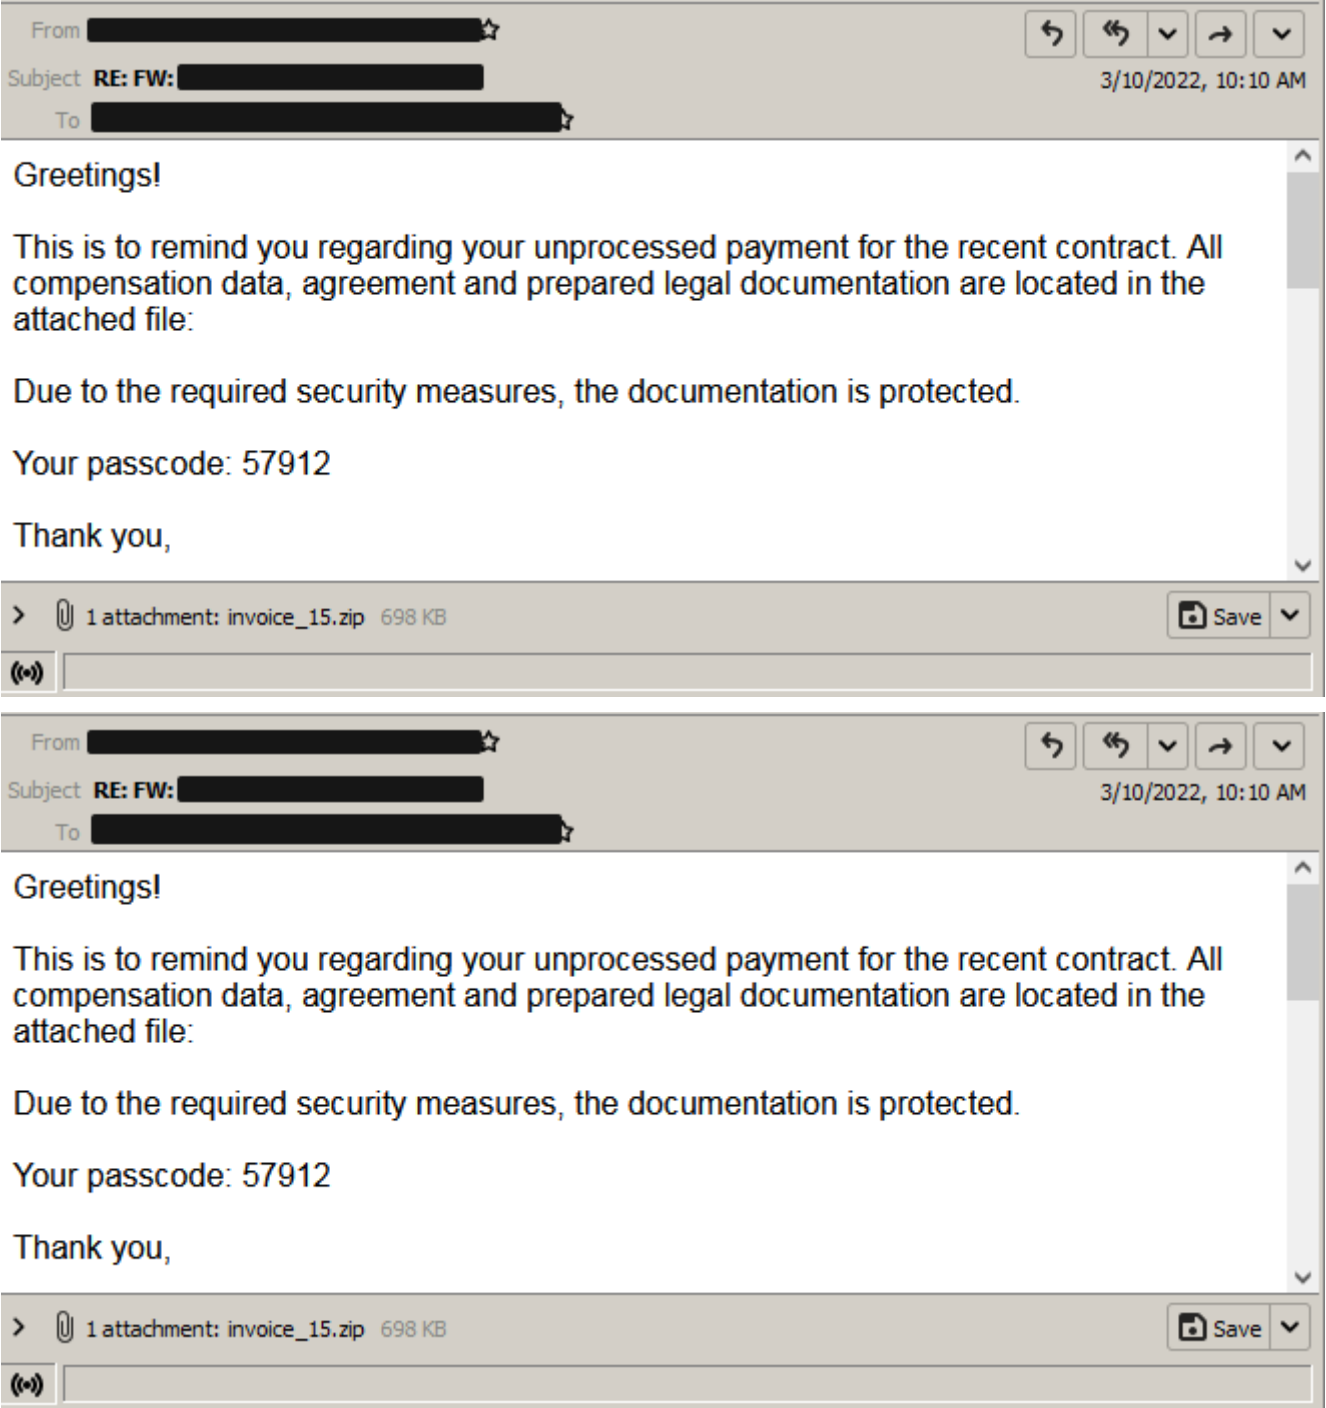 From
Subject RE: FW:
3/10/2022, 10:10 AM
To
Greetings!
This is to remind you regarding your unprocessed payment for the recent contract. All
compensation data, agreement and prepared legal documentation are located in the
attached file:
Due to the required security measures, the documentation is protected.
Your passcode: 57912
Thank you,
1 attachment: invoice_15.zip 698 KB
Save
From
Subject RE: FW:
3/10/2022, 10:10 AM
To
Greetings!
This is to remind you regarding your unprocessed payment for the recent contract. All
compensation data, agreement and prepared legal documentation are located in the
attached file:
Due to the required security measures, the documentation is protected.
Your passcode: 57912
Thank you,
1 attachment: invoice_15.zip 698 KB
Save